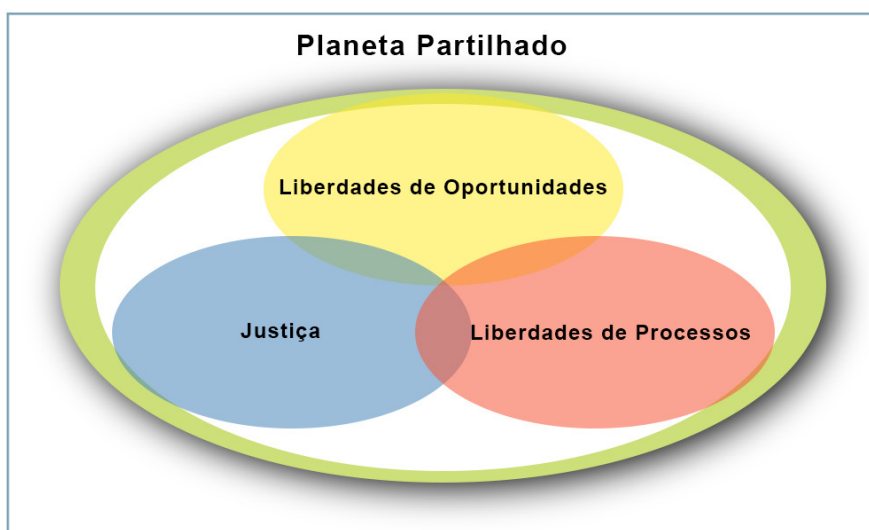 Planeta Partilhado
Liberdades de Oportunidades
Justiça
Liberdades de Processos